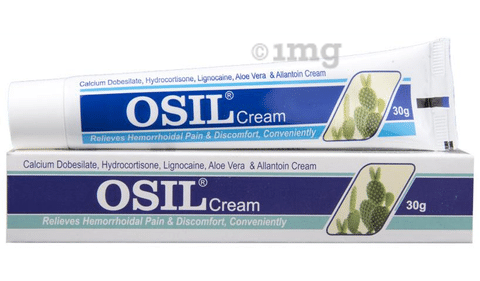 ©1mg
Calcium Dobesilate, Hydrocortisone, Lignocaine, Aloe Vera & Allantoin Cream
OSIL® Cream
30g
Relieves Hemorrhoidal Pain & Discomfort, Conveniently
Calcium Dobesilate, Hydrocortisone, Lignocaine, Aloe Vera & Allantoin Cream
OSIL® Cream
30g
Relieves Hemorrhoidal Pain & Discomfort, Conveniently